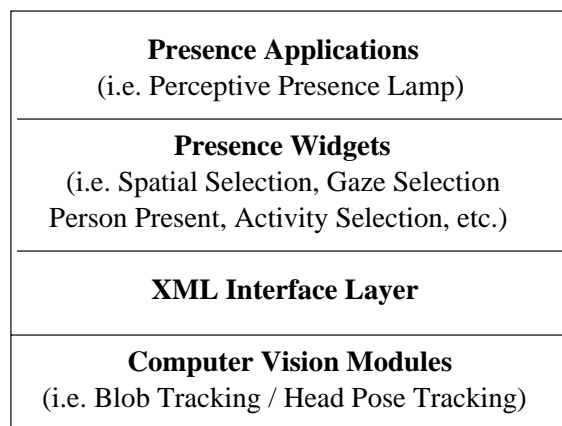 Presence Applications
(i.e. Perceptive Presence Lamp)
Presence Widgets
(i.e. Spatial Selection, Gaze Selection
Person Present, Activity Selection, etc.)
XML Interface Layer
Computer Vision Modules
(i.e. Blob Tracking / Head Pose Tracking)